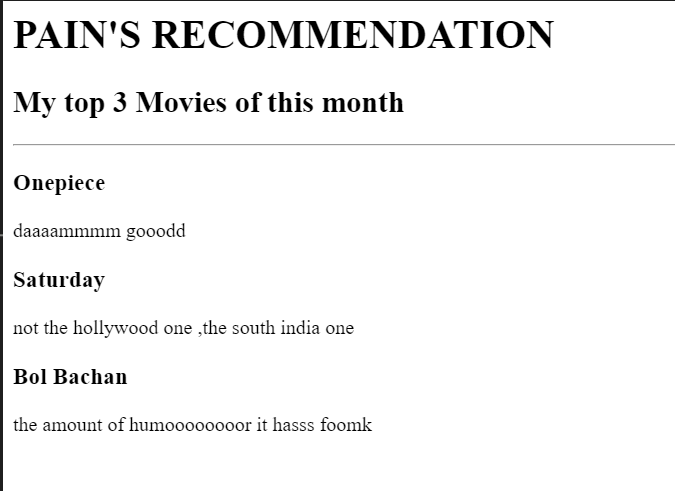 PAIN'S RECOMMENDATION
My top 3 Movies of this month
Onepiece
daaaammmm gooodd
Saturday
not the hollywood one ,the south india one
Bol Bachan
the amount of humoooooooor it hasss foomk